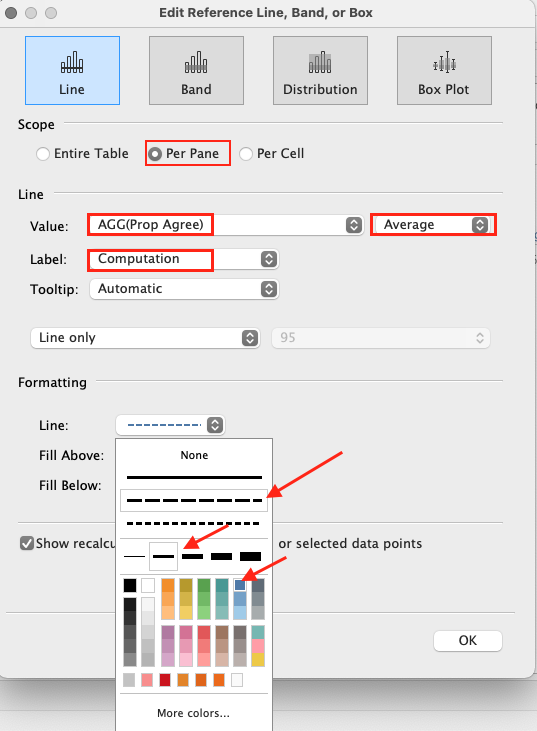 Edit Reference Line, Band, or Box
Line Band Distribution Box Plot
Scope
Entire Table Per Pane Per Cell
Line
Value: AGG(Prop Agree) Average
Label: Computation
Tooltip: Automatic
Line only 95
Formatting
Line:
Fill Above:
None
Fill Below:
Show recalcu or selected data points
OK
More colors...